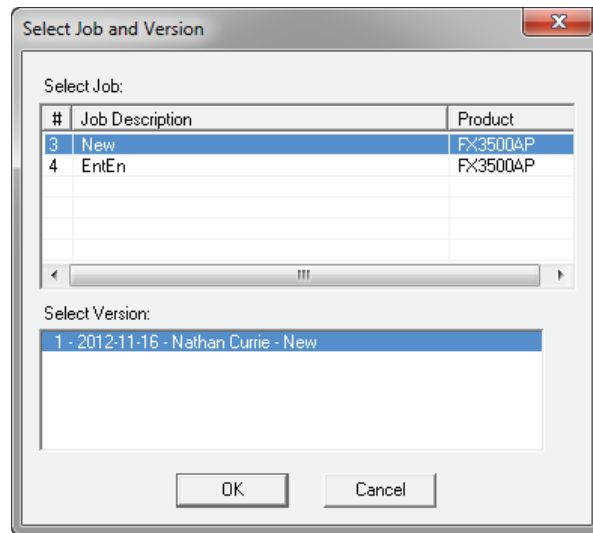 Select Job and Version
Select Job:
# Job Description Product
3 New FX3500AP
4 EntEn FX3500AP
Select Version:
1 - 2012-11-16 - Nathan Currie - New
OK Cancel